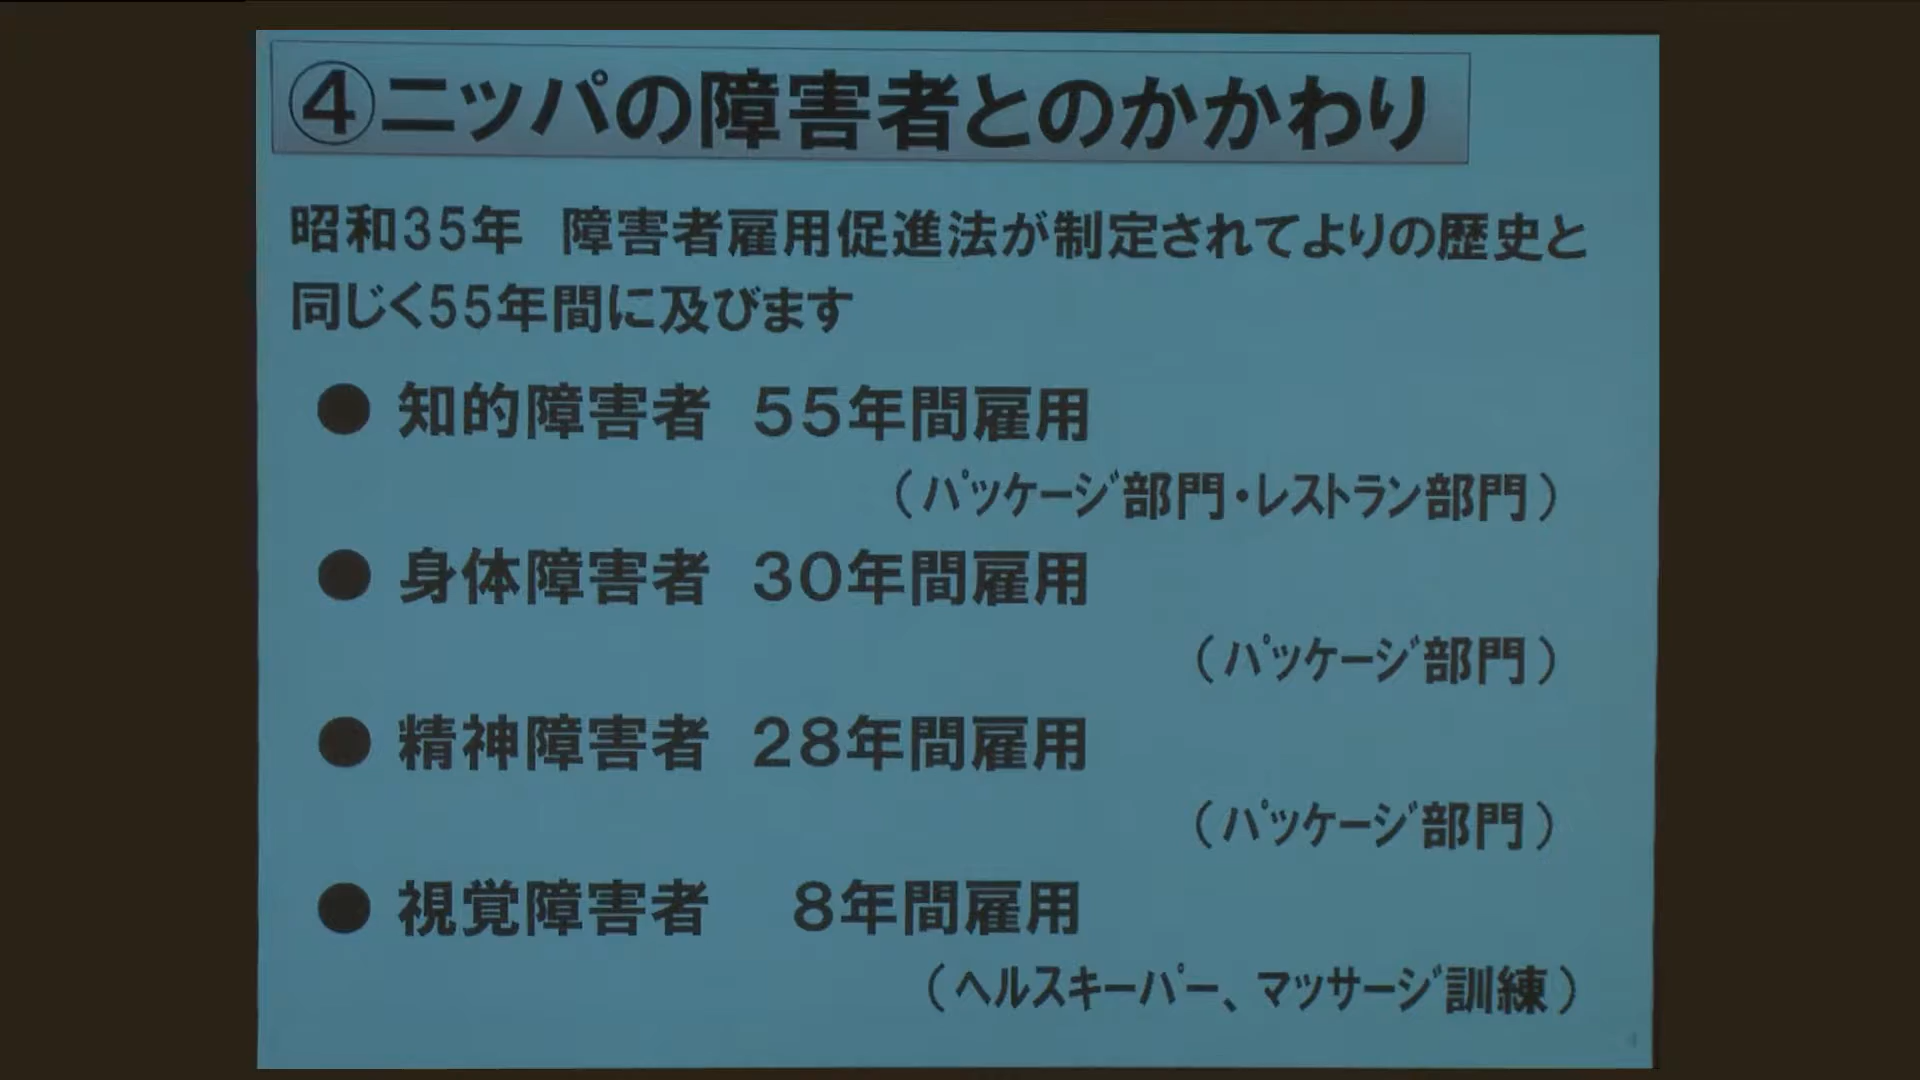 ④ニッパの障害者とのかかわり
昭和35年　障害者雇用促進法が制定されてよりの歴史と
同じく55年間に及びます
● 知的障害者　５５年間雇用
（ﾊﾟｯｹｰｼﾞ部門・ﾚｽﾄﾗﾝ部門）
● 身体障害者　３０年間雇用
（ﾊﾟｯｹｰｼﾞ部門）
● 精神障害者　２８年間雇用
（ﾊﾟｯｹｰｼﾞ部門）
● 視覚障害者　８年間雇用
（ﾍﾙｽｷｰﾊﾟｰ、ﾏｯｻｰｼﾞ訓練）